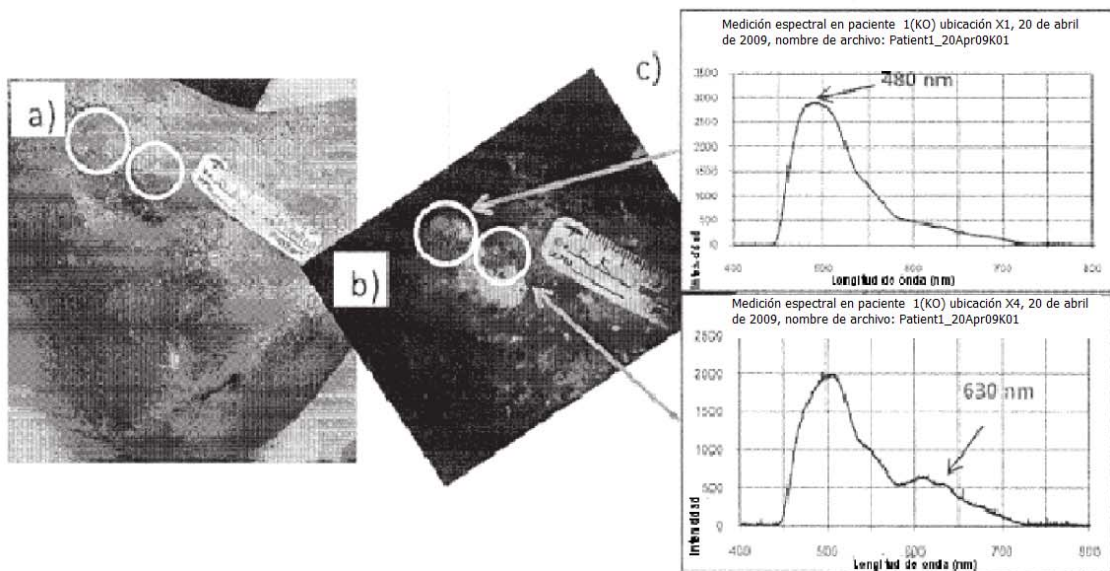 a)
b)
c)
Medición espectral en paciente 1(KO) ubicación X1, 20 de abril
de 2009, nombre de archivo: Patient1_20Apr09K01
480 nm
3500
3000
2500
2000
1500
1000
500
0
400 500 600 700 800
Intensidad
Longitud de onda (nm)
Medición espectral en paciente 1(KO) ubicación X4, 20 de abril
de 2009, nombre de archivo: Patient1_20Apr09K01
630 nm
2000
1500
1000
500
0
400 500 600 700 800
Intensidad
Longitud de onda (nm)